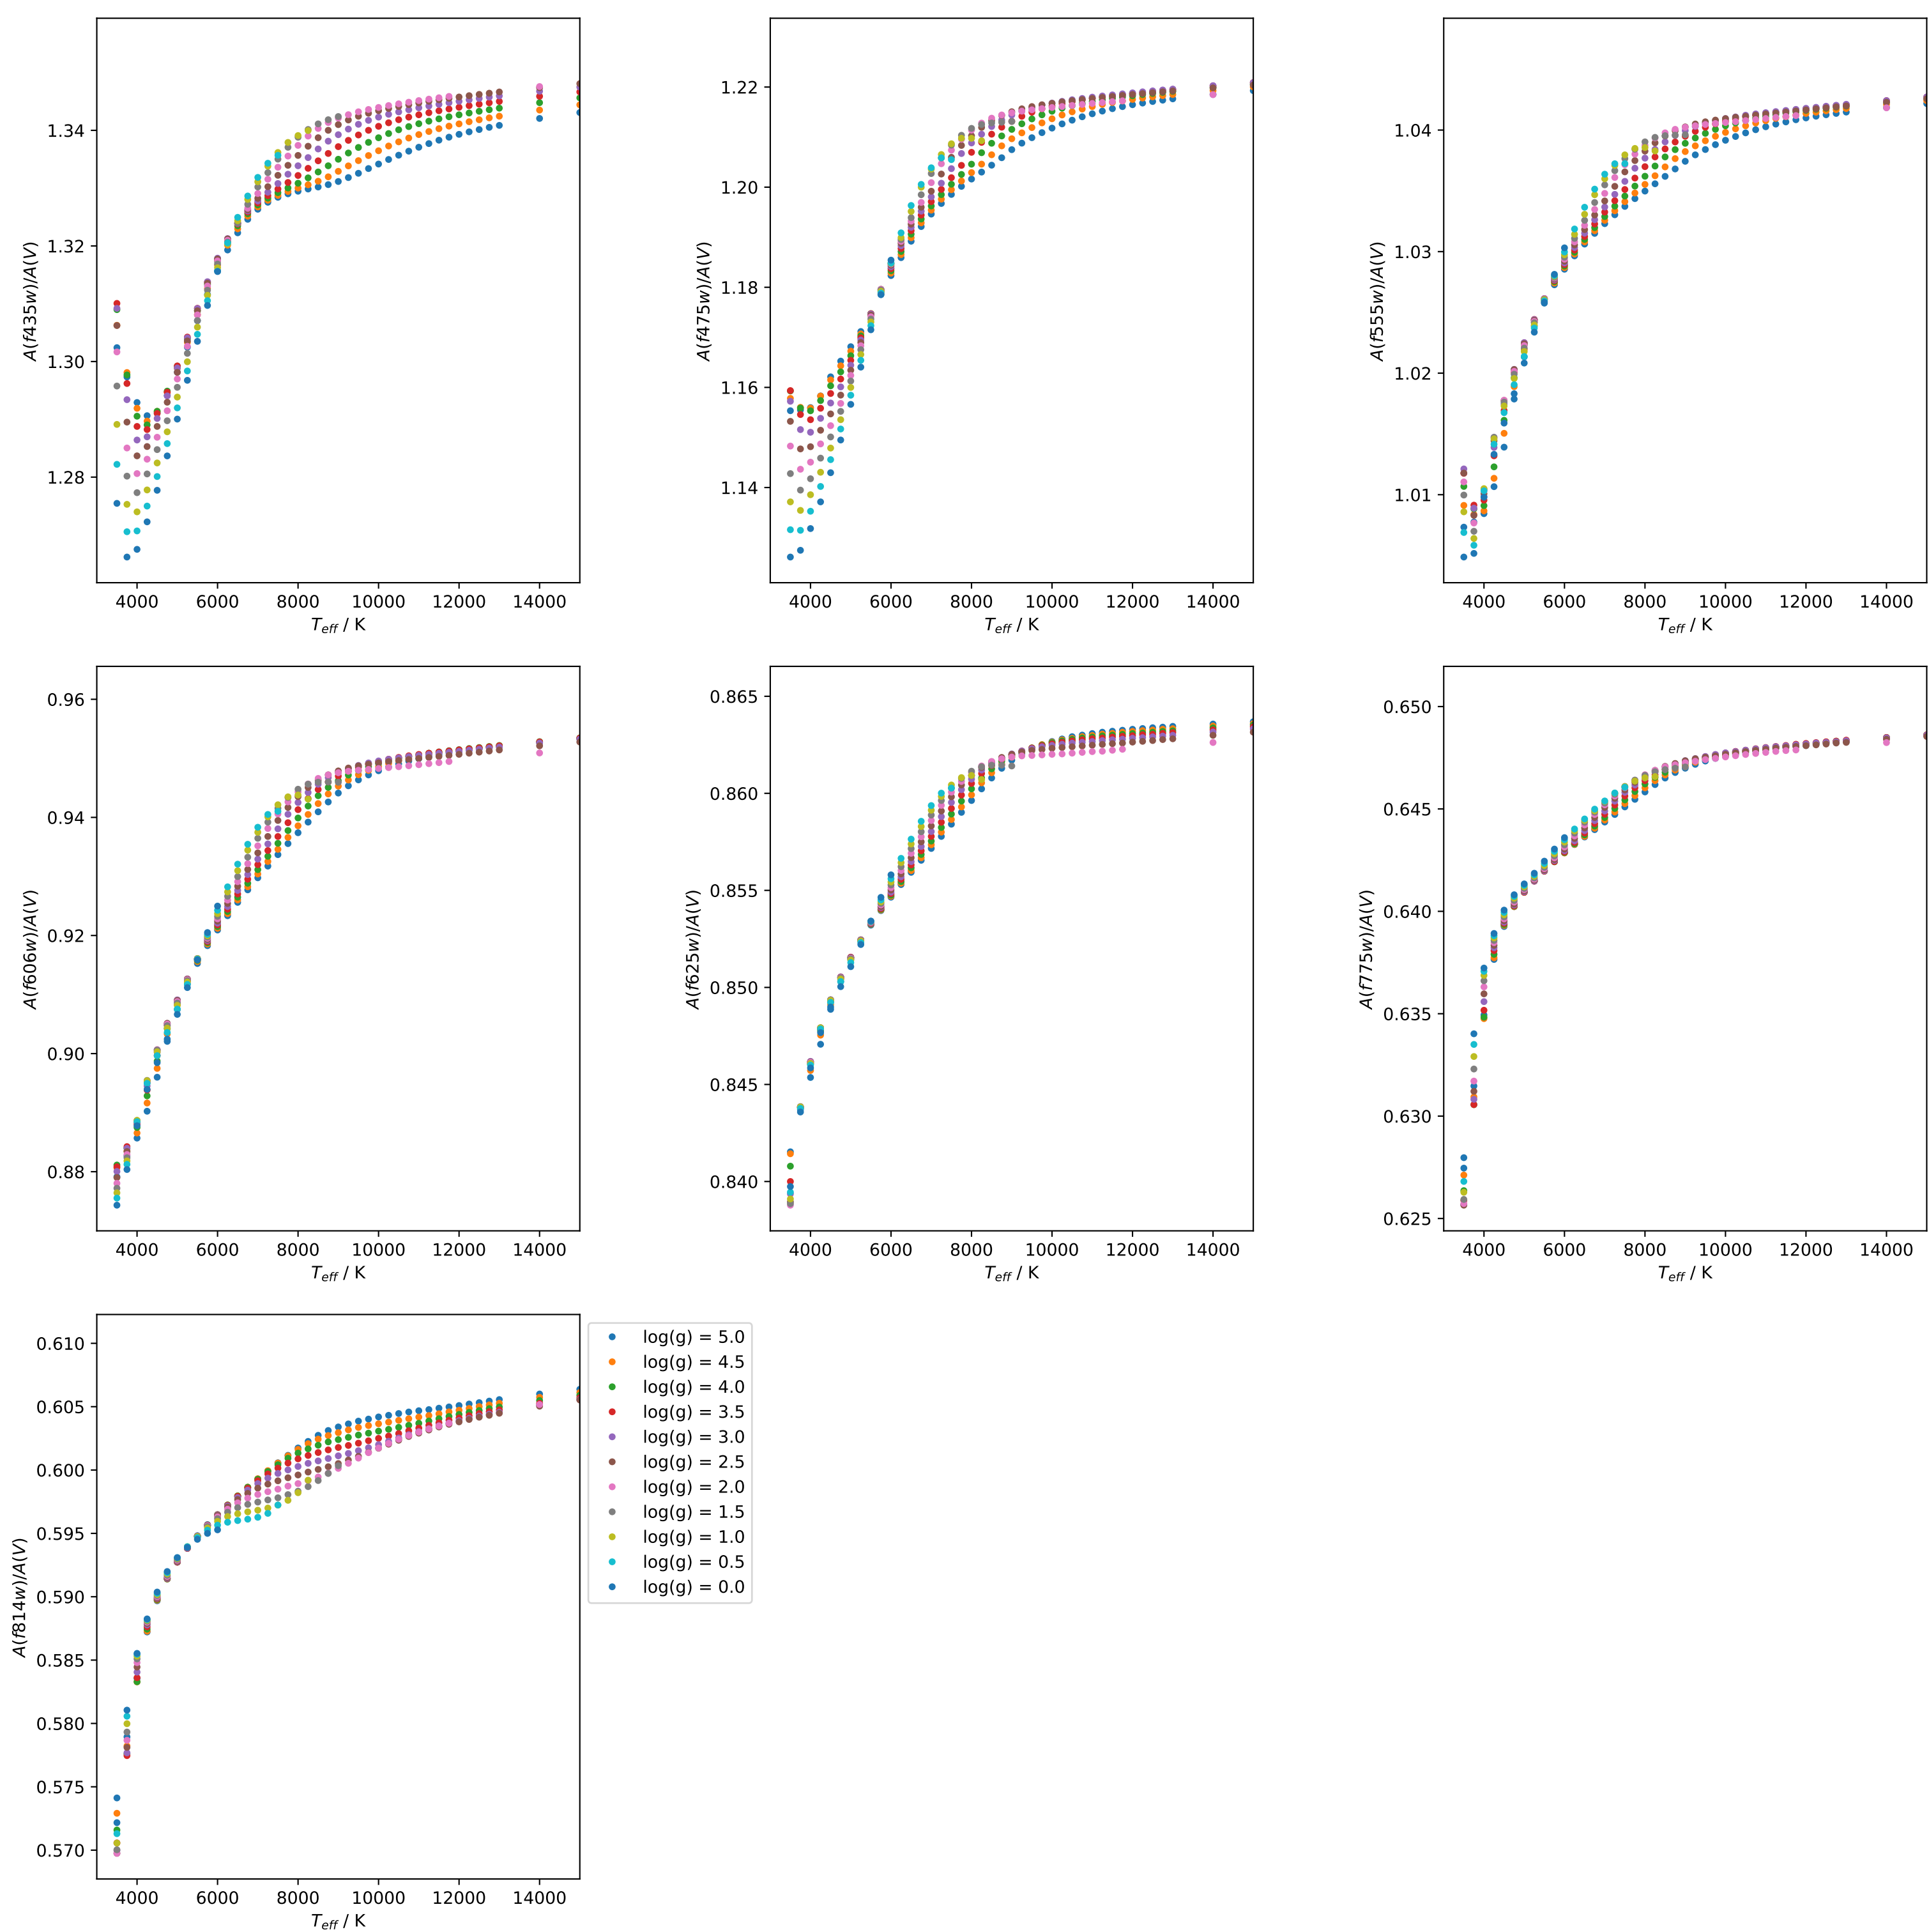 1.34
1.32
1.30
1.28
A(f435w)/A(V)
4000 6000 8000 10000 12000 14000
T_eff / K
1.22
1.20
1.18
1.16
1.14
A(f475w)/A(V)
4000 6000 8000 10000 12000 14000
T_eff / K
1.04
1.03
1.02
1.01
A(f555w)/A(V)
4000 6000 8000 10000 12000 14000
T_eff / K
0.96
0.94
0.92
0.90
0.88
A(f606w)/A(V)
4000 6000 8000 10000 12000 14000
T_eff / K
0.865
0.860
0.855
0.850
0.845
0.840
A(f625w)/A(V)
4000 6000 8000 10000 12000 14000
T_eff / K
0.650
0.645
0.640
0.635
0.630
0.625
A(f775w)/A(V)
4000 6000 8000 10000 12000 14000
T_eff / K
0.610
0.605
0.600
0.595
0.590
0.585
0.580
0.575
0.570
A(f814w)/A(V)
4000 6000 8000 10000 12000 14000
T_eff / K
log(g) = 5.0
log(g) = 4.5
log(g) = 4.0
log(g) = 3.5
log(g) = 3.0
log(g) = 2.5
log(g) = 2.0
log(g) = 1.5
log(g) = 1.0
log(g) = 0.5
log(g) = 0.0